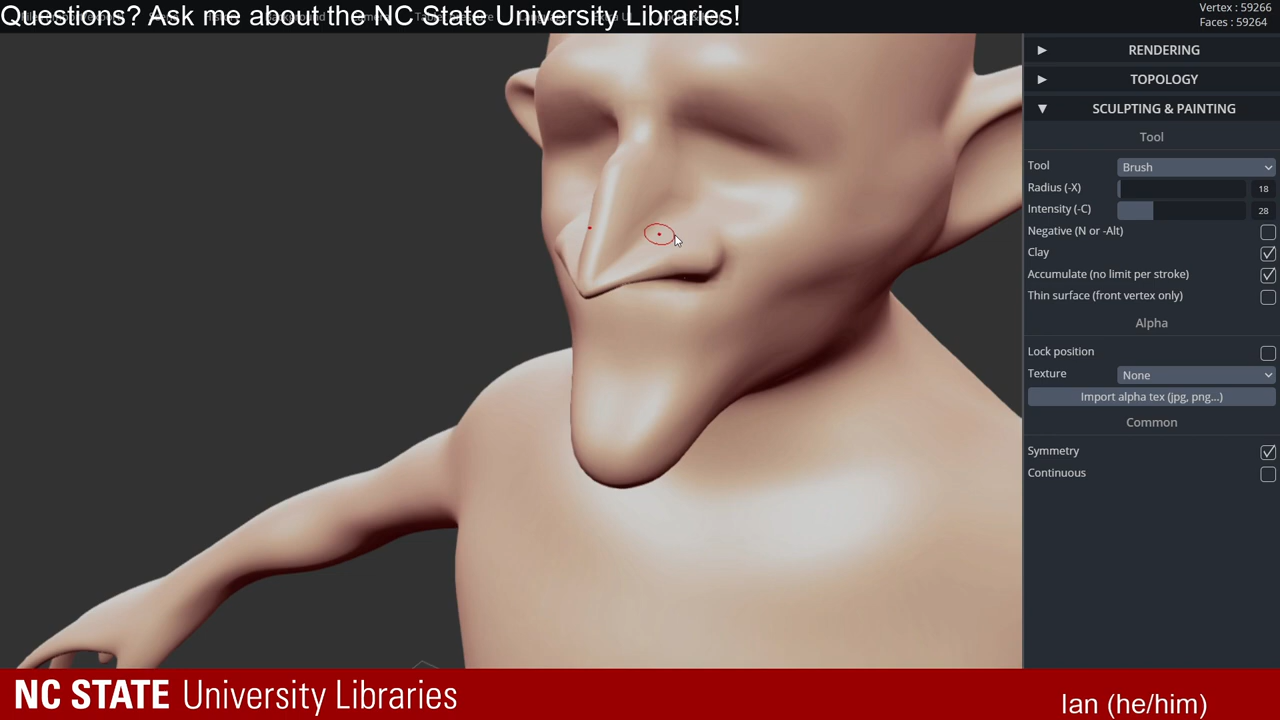 Questions? Ask me about the NC State University Libraries!
Vertex : 59266
Faces : 59264
RENDERING
TOPOLOGY
SCULPTING & PAINTING
Tool
Tool Brush
Radius (-X) 18
Intensity (-C) 28
Negative (N or -Alt)
Clay
Accumulate (no limit per stroke)
Thin surface (front vertex only)
Alpha
Lock position
Texture None
Import alpha tex (jpg, png...)
Common
Symmetry
Continuous
NC STATE University Libraries
Ian (he/him)